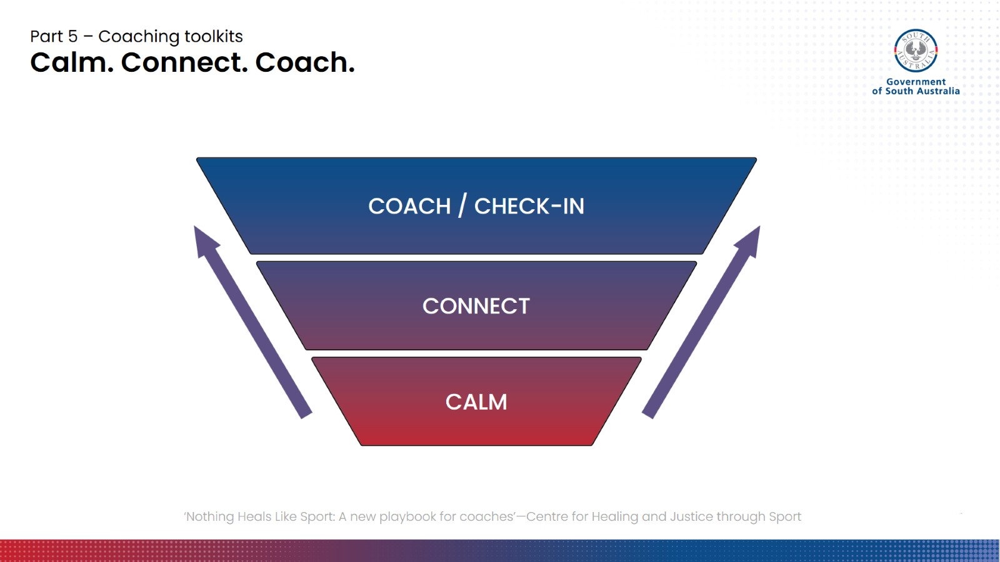 Part 5 – Coaching toolkits
Calm. Connect. Coach.
SOUTH
AUSTRALIA
Government
of South Australia
COACH / CHECK-IN
CONNECT
CALM
‘Nothing Heals Like Sport: A new playbook for coaches’—Centre for Healing and Justice through Sport